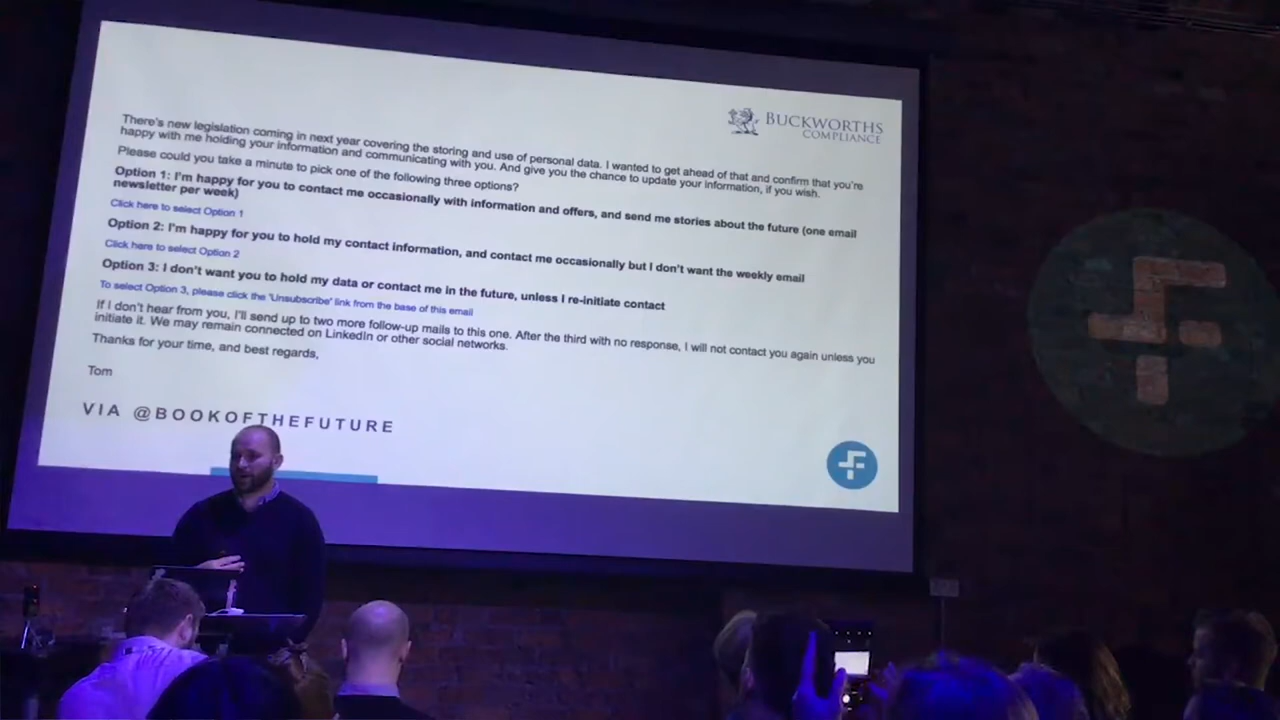 BUCKWORTHS
COMPLIANCE
There's new legislation coming in next year covering the storing and use of personal data. I wanted to get ahead of that and confirm that you're
happy with me holding your information and communicating with you. And give you the chance to update your information, if you wish.
Please could you take a minute to pick one of the following three options?
Option 1: I'm happy for you to contact me occasionally with information and offers, and send me stories about the future (one email
newsletter per week)
Click here to select Option 1
Option 2: I'm happy for you to hold my contact information, and contact me occasionally but I don't want the weekly email
Click here to select Option 2
Option 3: I don't want you to hold my data or contact me in the future, unless I re-initiate contact
To select Option 3, please click the 'Unsubscribe' link from the base of this email
If I don't hear from you, I'll send up to two more follow-up mails to this one. After the third with no response, I will not contact you again unless you
initiate it. We may remain connected on LinkedIn or other social networks.
Thanks for your time, and best regards,
Tom
VIA @BOOKOFTHEFUTURE